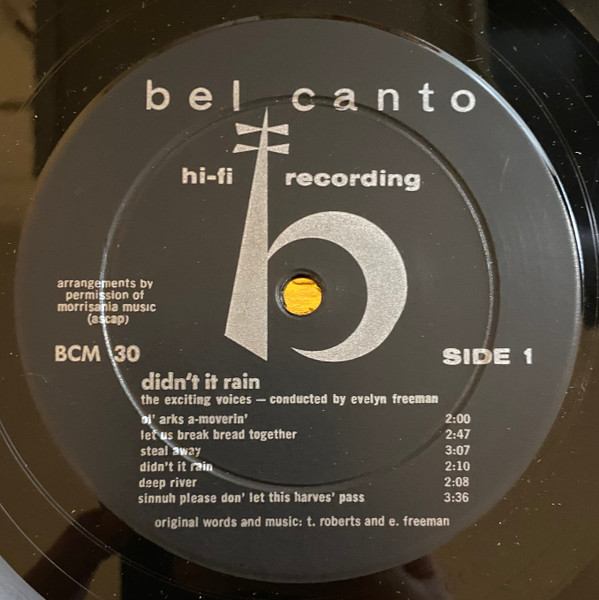 bel canto
hi-fi recording
arrangements by
permission of
morrisania music
(ascap)
BCM 30
SIDE 1
didn't it rain
the exciting voices — conducted by evelyn freeman
ol' arks a-moverin' 2:00
let us break bread together 2:47
steal away 3:07
didn't it rain 2:10
deep river 2:08
sinnuh please don' let this harves' pass 3:36
original words and music: t. roberts and e. freeman